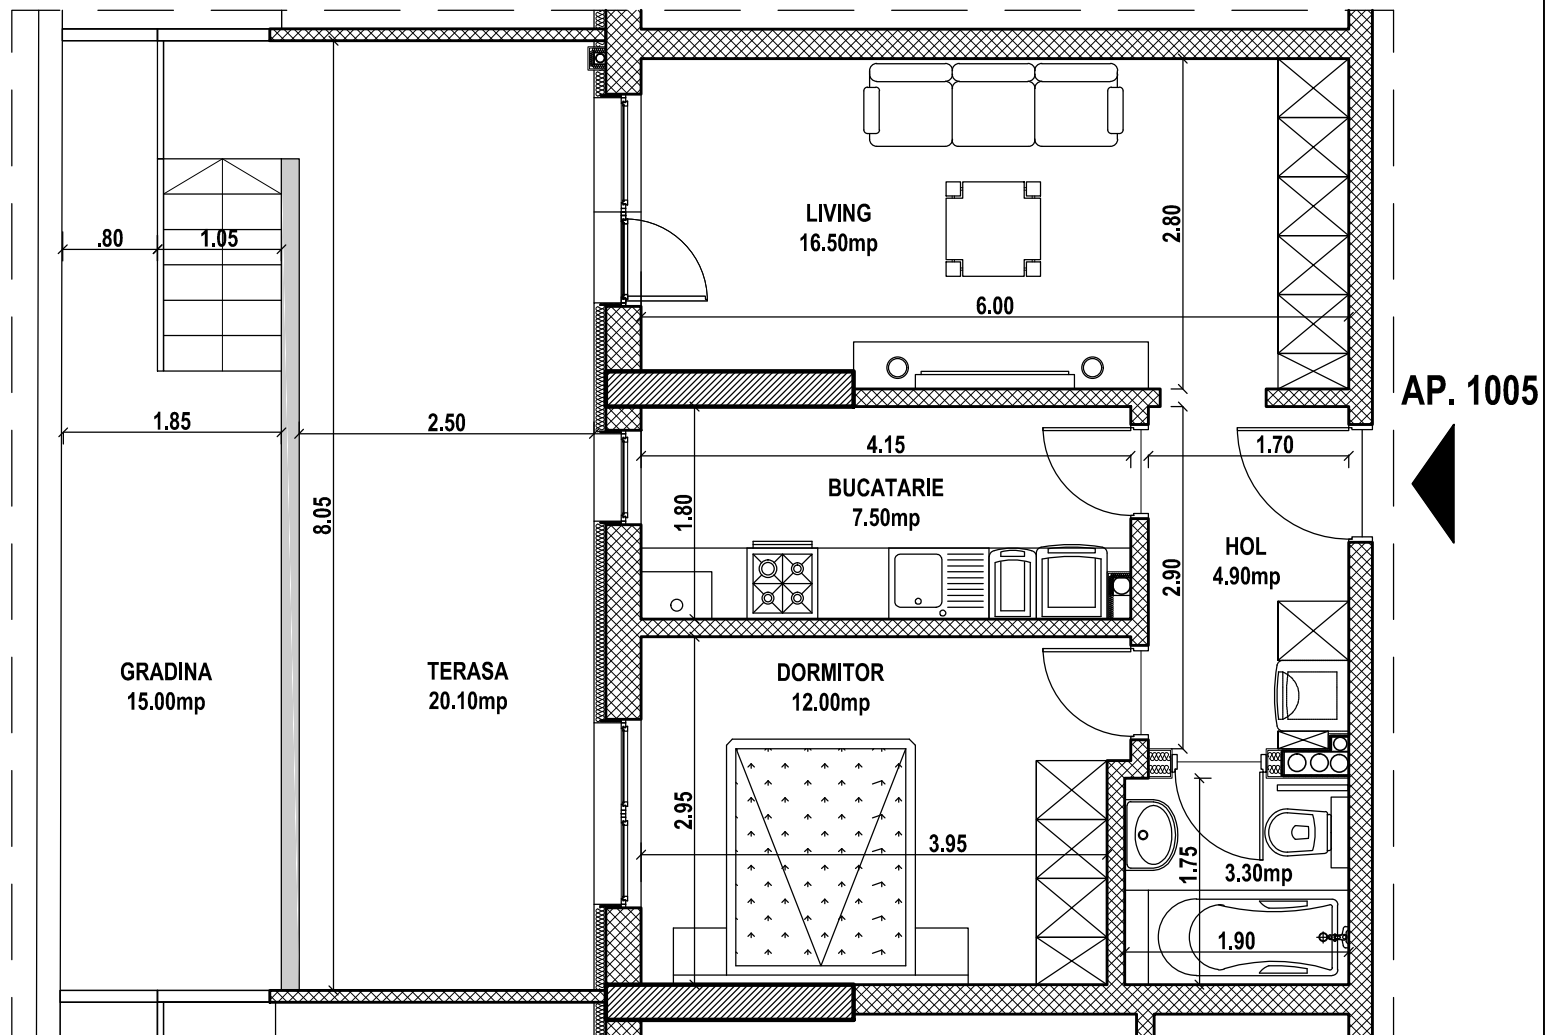 LIVING
16.50mp
2.80
.80
1.05
6.00
AP. 1005
1.85
2.50
4.15
1.70
BUCATARIE
7.50mp
1.80
8.05
HOL
4.90mp
2.90
GRADINA
15.00mp
TERASA
20.10mp
DORMITOR
12.00mp
2.95
3.95
1.75
3.30mp
1.90